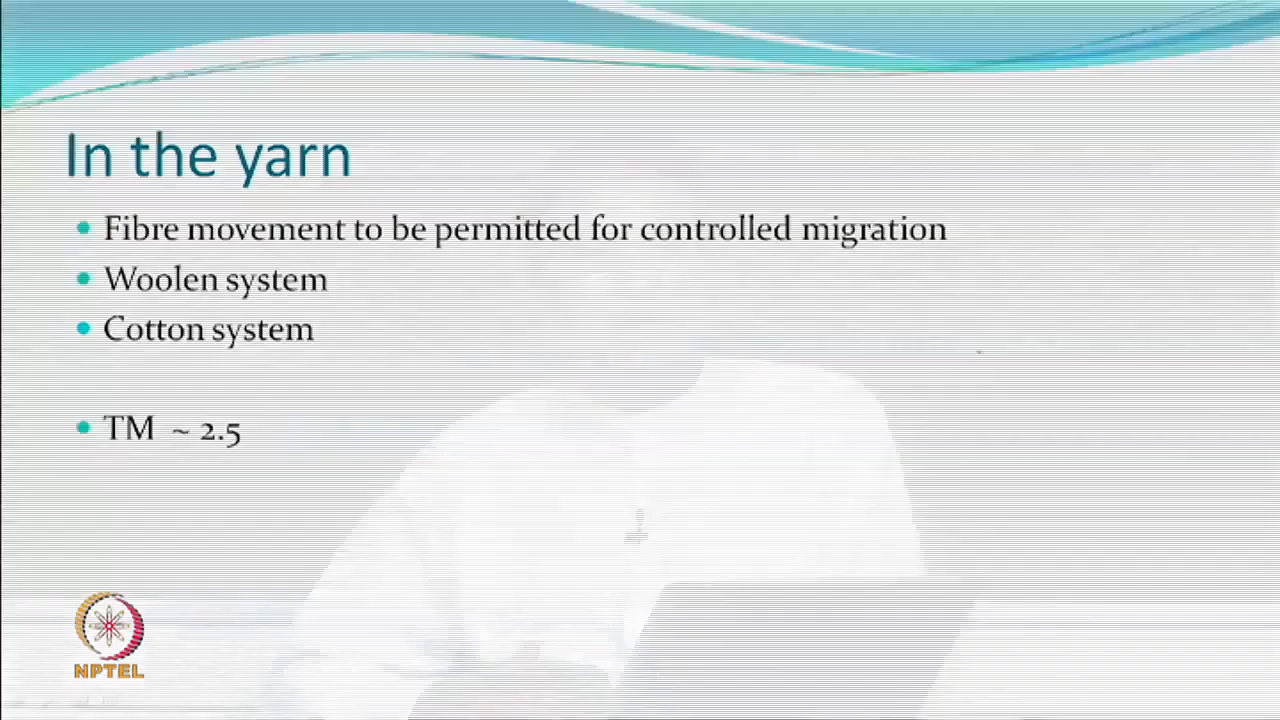 In the yarn
Fibre movement to be permitted for controlled migration
Woolen system
Cotton system
TM ~ 2.5
NPTEL